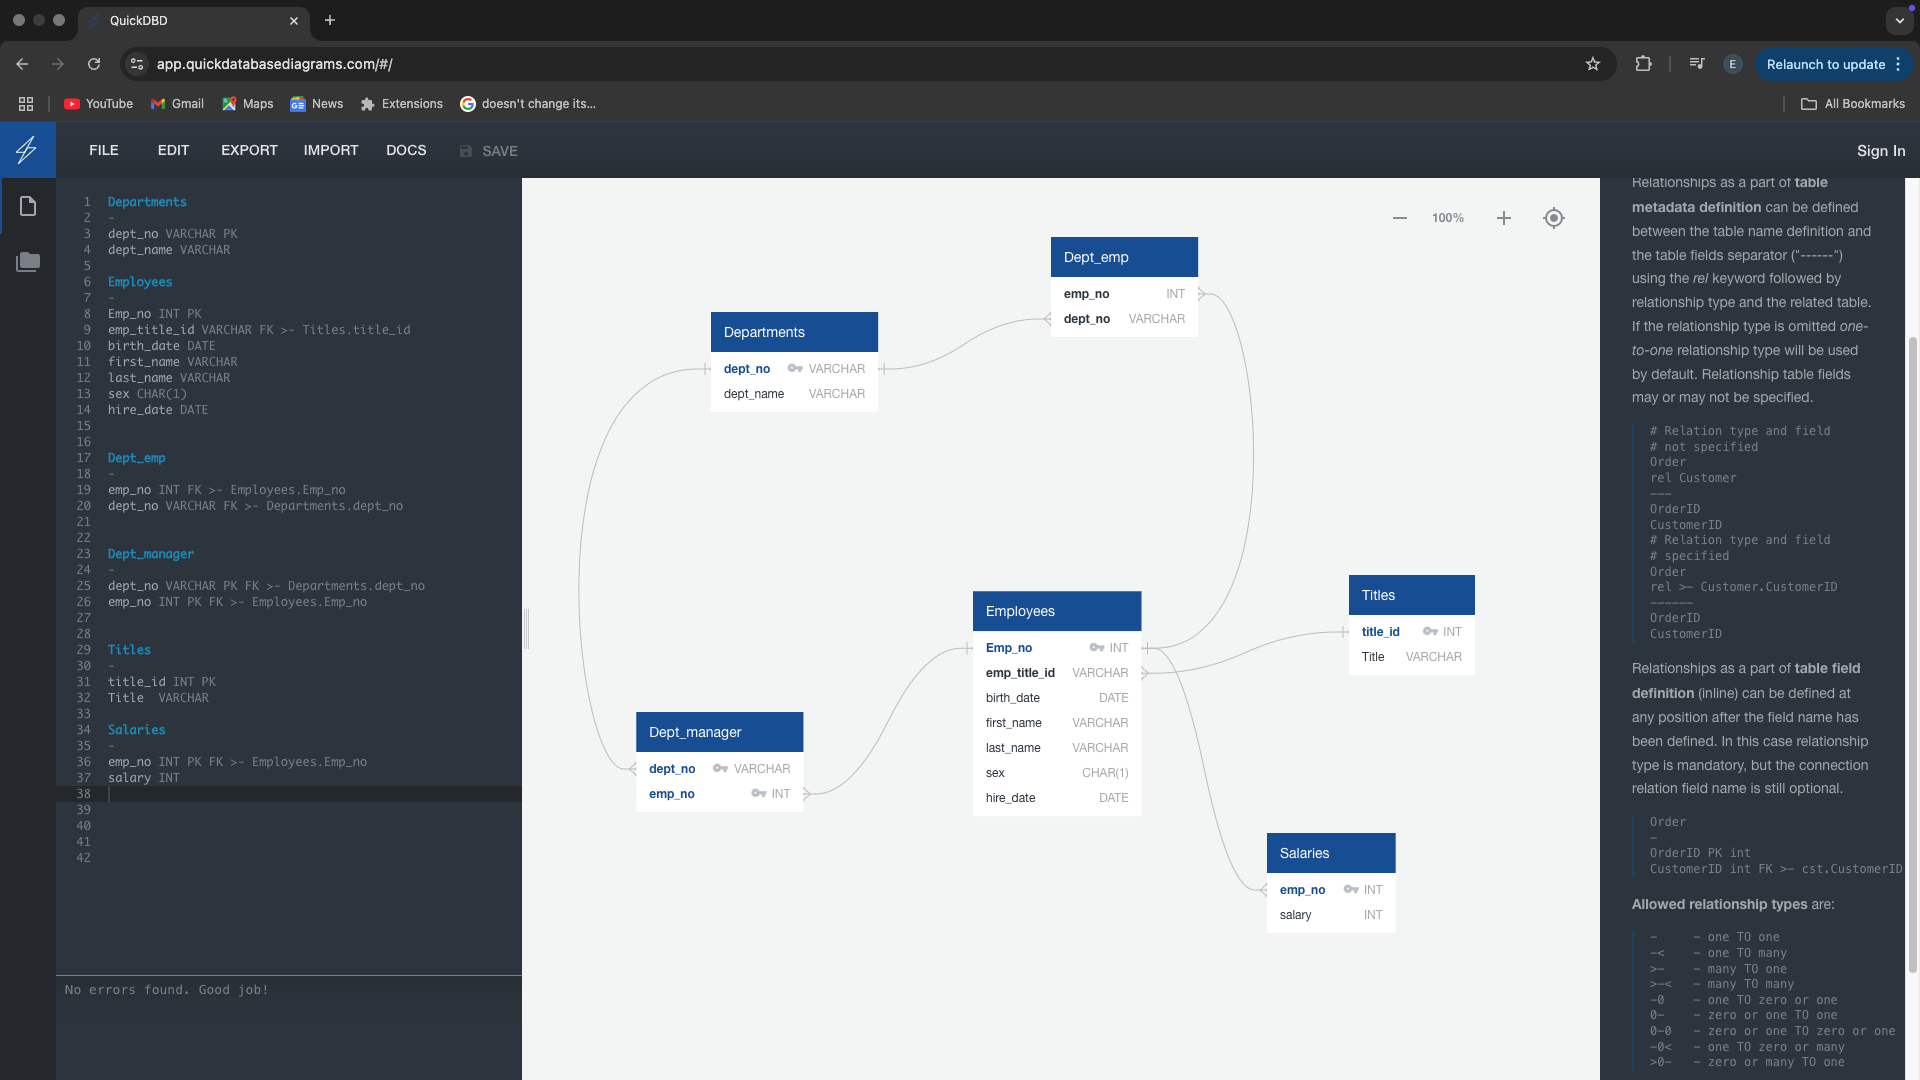 QuickDBD
app.quickdatabasediagrams.com/#/
E
Relaunch to update
YouTube
Gmail
Maps
News
Extensions
doesn't change its...
All Bookmarks
FILE
EDIT
EXPORT
IMPORT
DOCS
SAVE
Sign In
1 Departments
2 -
3 dept_no VARCHAR PK
4 dept_name VARCHAR
5
6 Employees
7 -
8 Emp_no INT PK
9 emp_title_id VARCHAR FK >- Titles.title_id
10 birth_date DATE
11 first_name VARCHAR
12 last_name VARCHAR
13 sex CHAR(1)
14 hire_date DATE
15
16
17 Dept_emp
18 -
19 emp_no INT FK >- Employees.Emp_no
20 dept_no VARCHAR FK >- Departments.dept_no
21
22
23 Dept_manager
24 -
25 dept_no VARCHAR PK FK >- Departments.dept_no
26 emp_no INT PK FK >- Employees.Emp_no
27
28
29 Titles
30 -
31 title_id INT PK
32 Title  VARCHAR
33
34 Salaries
35 -
36 emp_no INT PK FK >- Employees.Emp_no
37 salary INT
38
39
40
41
42
No errors found. Good job!
100%
Dept_emp
emp_no INT
dept_no VARCHAR
Departments
dept_no VARCHAR
dept_name VARCHAR
Employees
Emp_no INT
emp_title_id VARCHAR
birth_date DATE
first_name VARCHAR
last_name VARCHAR
sex CHAR(1)
hire_date DATE
Titles
title_id INT
Title VARCHAR
Dept_manager
dept_no VARCHAR
emp_no INT
Salaries
emp_no INT
salary INT
Relationships as a part of table
metadata definition can be defined
between the table name definition and
the table fields separator ("------")
using the rel keyword followed by
relationship type and the related table.
If the relationship type is omitted one-
to-one relationship type will be used
by default. Relationship table fields
may or may not be specified.
# Relation type and field
# not specified
Order
rel Customer
---
OrderID
CustomerID
# Relation type and field
# specified
Order
rel >- Customer.CustomerID
------
OrderID
CustomerID
Relationships as a part of table field
definition (inline) can be defined at
any position after the field name has
been defined. In this case relationship
type is mandatory, but the connection
relation field name is still optional.
Order
-
OrderID PK int
CustomerID int FK >- cst.CustomerID
Allowed relationship types are:
-     - one TO one
-<    - one TO many
>-    - many TO one
>-<   - many TO many
-0    - one TO zero or one
0-    - zero or one TO one
0-0   - zero or one TO zero or one
-0<   - one TO zero or many
>0-   - zero or many TO one